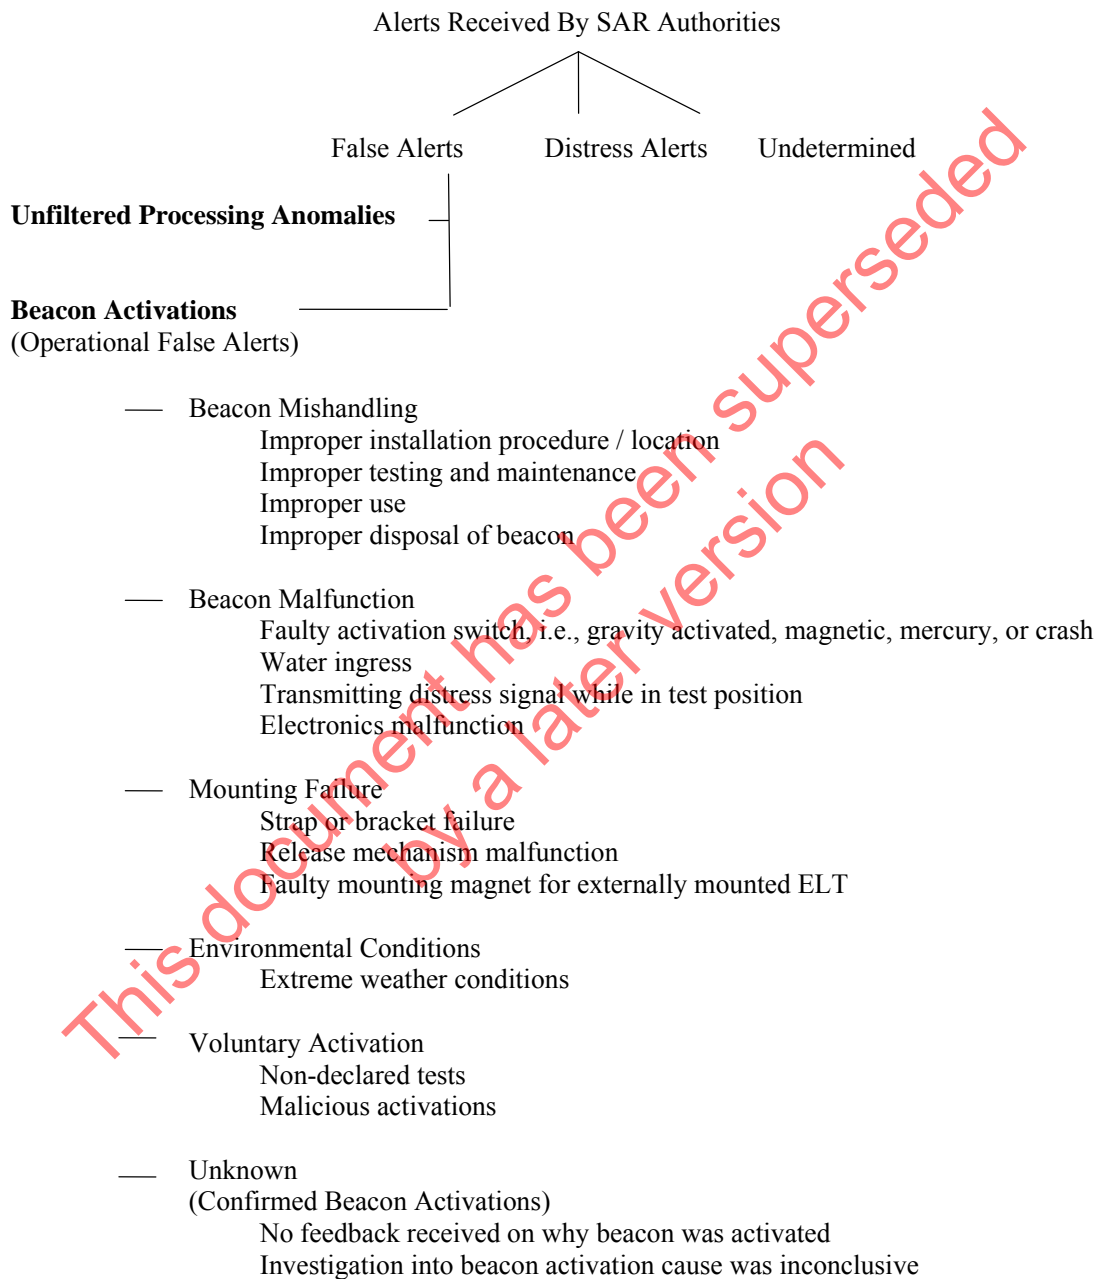 Alerts Received By SAR Authorities
False Alerts Distress Alerts Undetermined
Unfiltered Processing Anomalies
Beacon Activations
(Operational False Alerts)
Beacon Mishandling
Improper installation procedure / location
Improper testing and maintenance
Improper use
Improper disposal of beacon
Beacon Malfunction
Faulty activation switch, i.e., gravity activated, magnetic, mercury, or crash
Water ingress
Transmitting distress signal while in test position
Electronics malfunction
Mounting Failure
Strap or bracket failure
Release mechanism malfunction
Faulty mounting magnet for externally mounted ELT
Environmental Conditions
Extreme weather conditions
Voluntary Activation
Non-declared tests
Malicious activations
Unknown
(Confirmed Beacon Activations)
No feedback received on why beacon was activated
Investigation into beacon activation cause was inconclusive
This document has been superseded
by a later version